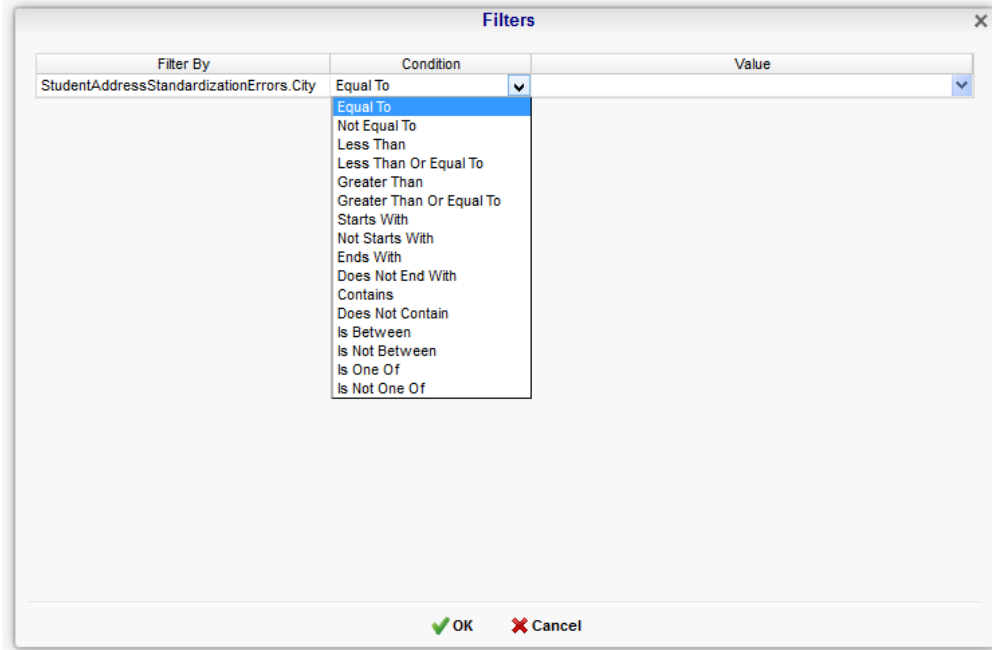 Filters
Filter By Condition Value
StudentAddressStandardizationErrors.City Equal To
Equal To
Not Equal To
Less Than
Less Than Or Equal To
Greater Than
Greater Than Or Equal To
Starts With
Not Starts With
Ends With
Does Not End With
Contains
Does Not Contain
Is Between
Is Not Between
Is One Of
Is Not One Of
OK Cancel